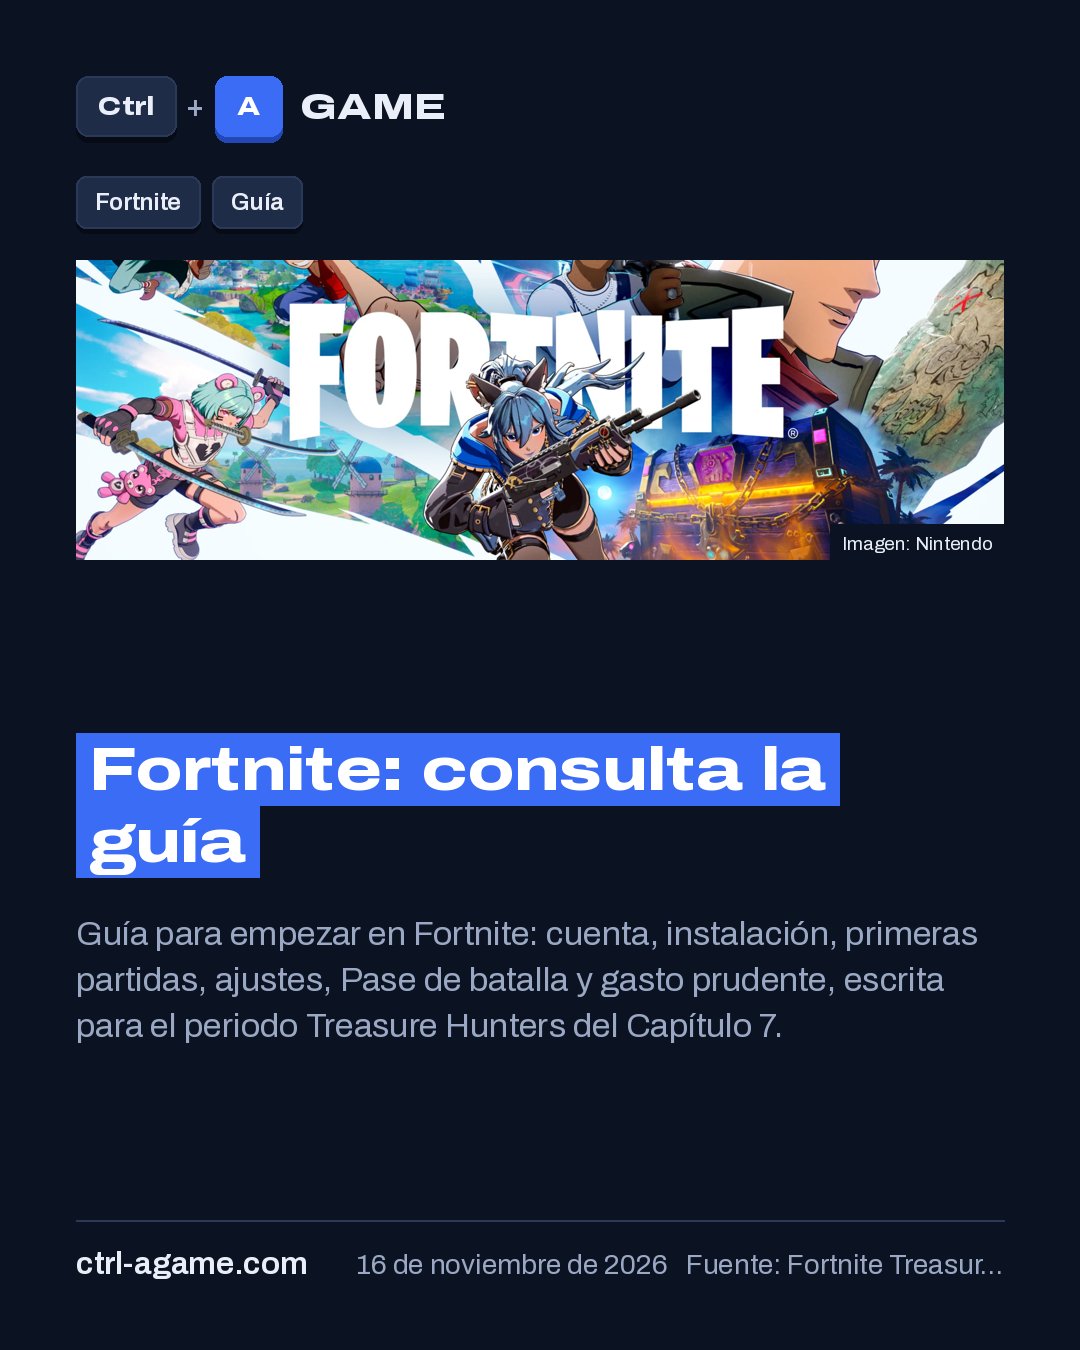 Ctrl + A GAME
Fortnite Guía
FORTNITE
®
Imagen: Nintendo
Fortnite: consulta la
guía
Guía para empezar en Fortnite: cuenta, instalación, primeras
partidas, ajustes, Pase de batalla y gasto prudente, escrita
para el periodo Treasure Hunters del Capítulo 7.
ctrl-agame.com 16 de noviembre de 2026 Fuente: Fortnite Treasur...